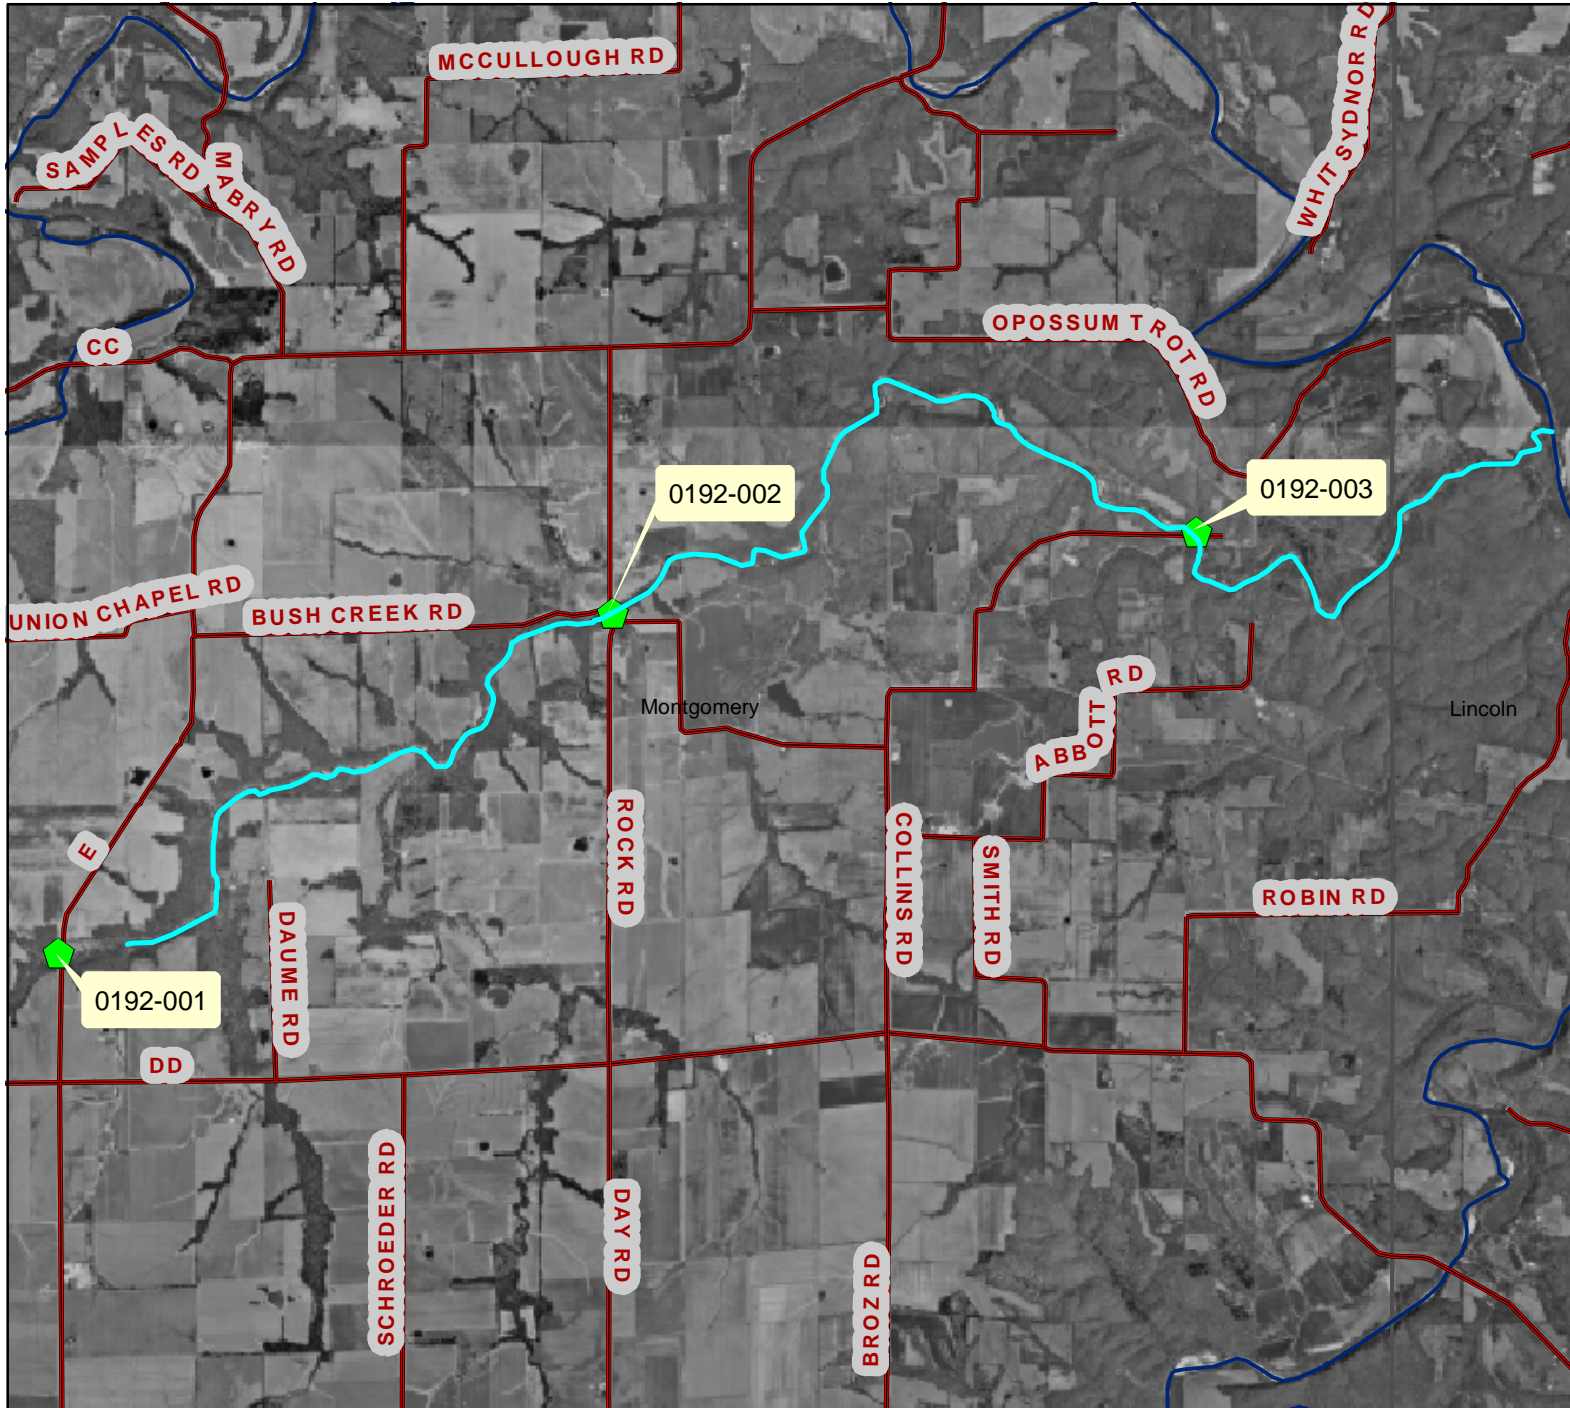 MCCULLOUGH RD
WHIT SYDNOR RD
SAMPLES RD
MABRY RD
CC
OPOSSUM TROT RD
0192-002
0192-003
UNION CHAPEL RD
BUSH CREEK RD
ABBOTT RD
Montgomery
Lincoln
E
ROCK RD
COLLINS RD
SMITH RD
ROBIN RD
DAUME RD
0192-001
DD
SCHROEDER RD
DAY RD
BROZ RD